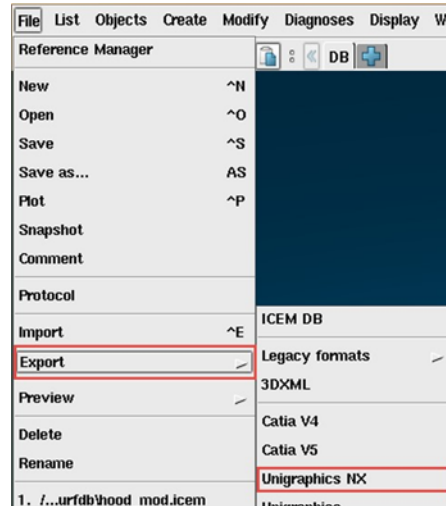 File List Objects Create Modify Diagnoses Display W
Reference Manager
DB
New ^N
Open ^O
Save ^S
Save as... AS
Plot ^P
Snapshot
Comment
Protocol
Import ^E
Export
Preview
Delete
Rename
1. /...urfdb\hood_mod.icem
ICEM DB
Legacy formats
3DXML
Catia V4
Catia V5
Unigraphics NX
Unigraphics